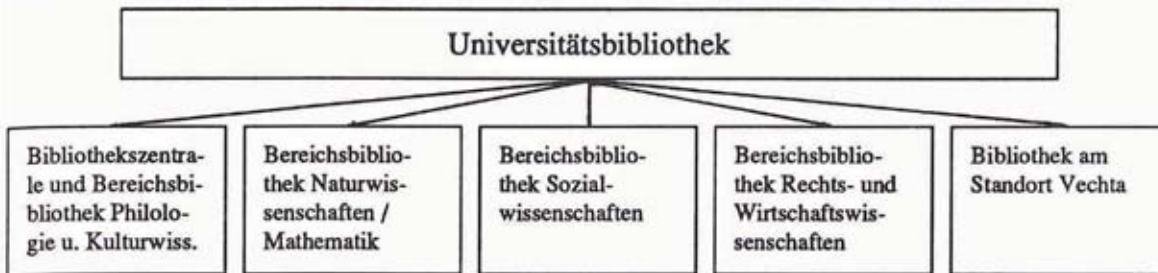 Universitätsbibliothek
Bibliothekszentra-
le und Bereichsbi-
bliothek Philolo-
gie u. Kulturwiss.
Bereichsbiblio-
thek Naturwis-
senschaften /
Mathematik
Bereichsbiblio-
thek Sozial-
wissenschaften
Bereichsbiblio-
thek Rechts- und
Wirtschaftswis-
senschaften
Bibliothek am
Standort Vechta